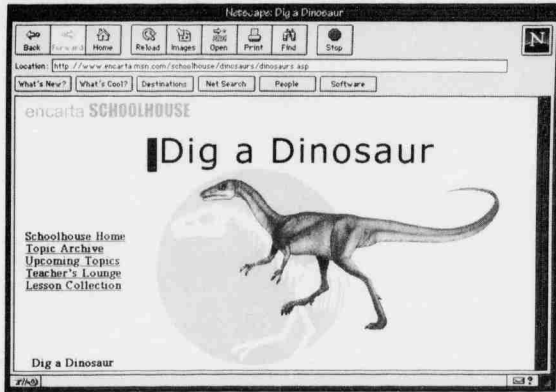 Netscape: Dig a Dinosaur
Back Forward Home Reload Images Open Print Find Stop
N
Location: http://www.encarta.msn.com/schoolhouse/dinosaurs/dinosaurs.asp
What's New? What's Cool? Destinations Net Search People Software
encarta SCHOOLHOUSE
Dig a Dinosaur
Schoolhouse Home
Topic Archive
Upcoming Topics
Teacher's Lounge
Lesson Collection
Dig a Dinosaur
?